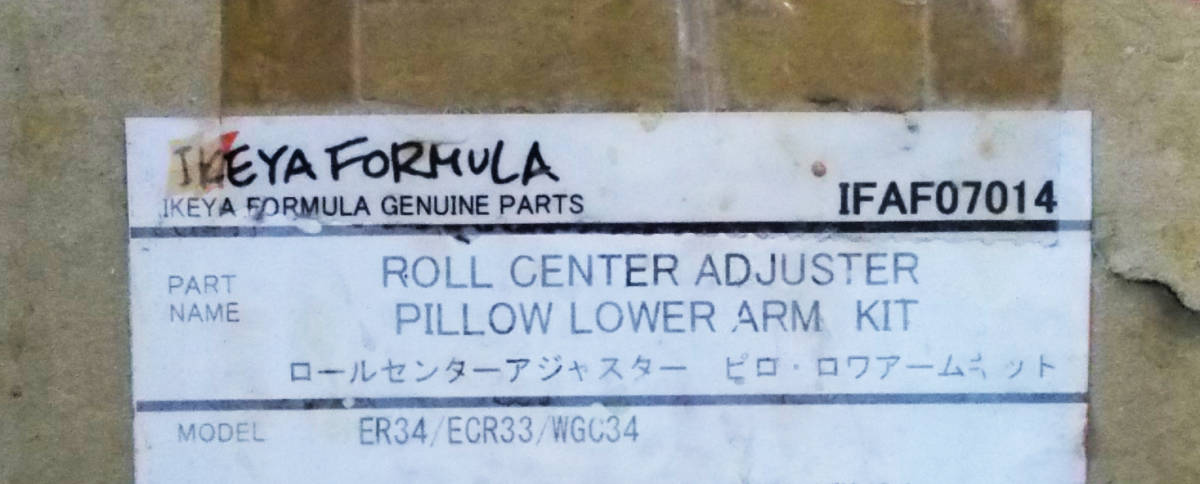 IKEYA FORMULA
IKEYA FORMULA GENUINE PARTS
IFAF07014
PART NAME
ROLL CENTER ADJUSTER
PILLOW LOWER ARM KIT
ロールセンターアジャスター ピロ・ロワアームキット
MODEL ER34/ECR33/WGC34